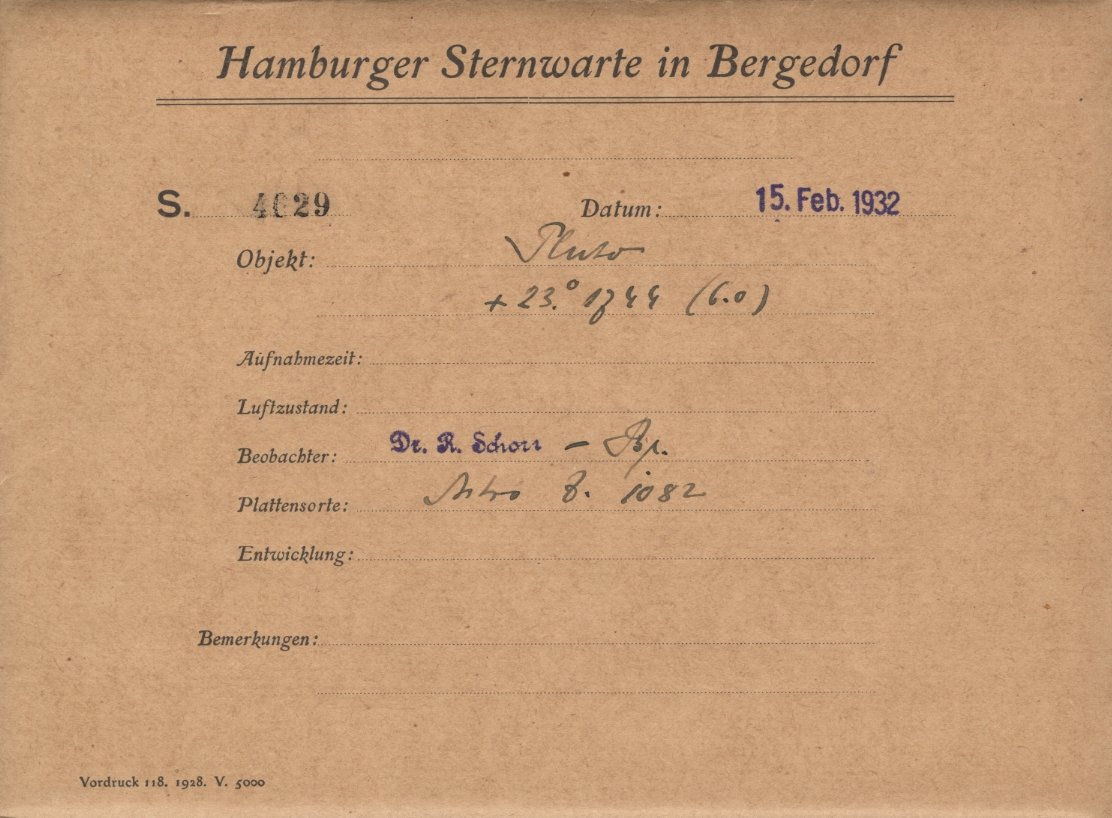 Hamburger Sternwarte in Bergedorf
S. 4629 Datum: 15. Feb. 1932
Objekt: Pluto
+ 23.° 1744 (6.0)
Aufnahmezeit:
Luftzustand:
Beobachter: Dr. R. Schorr –
Plattensorte: Astro 8. 1082
Entwicklung:
Bemerkungen:
Vordruck 118. 1928. V. 5000